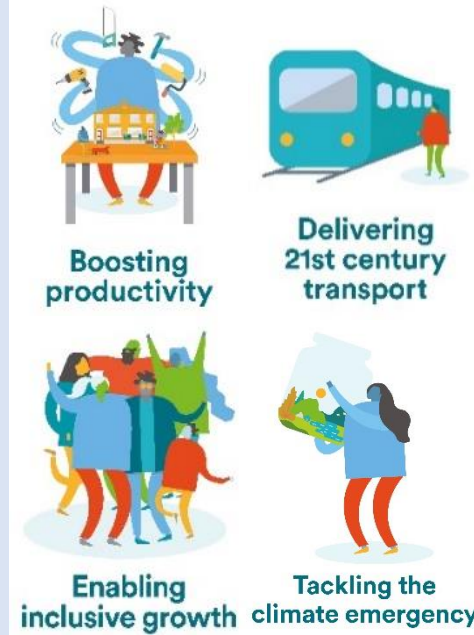 Boosting
productivity
Delivering
21st century
transport
Enabling
inclusive growth
Tackling the
climate emergency